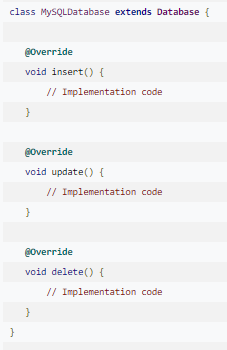 class MySQLDatabase extends Database {
@Override
void insert() {
// Implementation code
}
@Override
void update() {
// Implementation code
}
@Override
void delete() {
// Implementation code
}
}